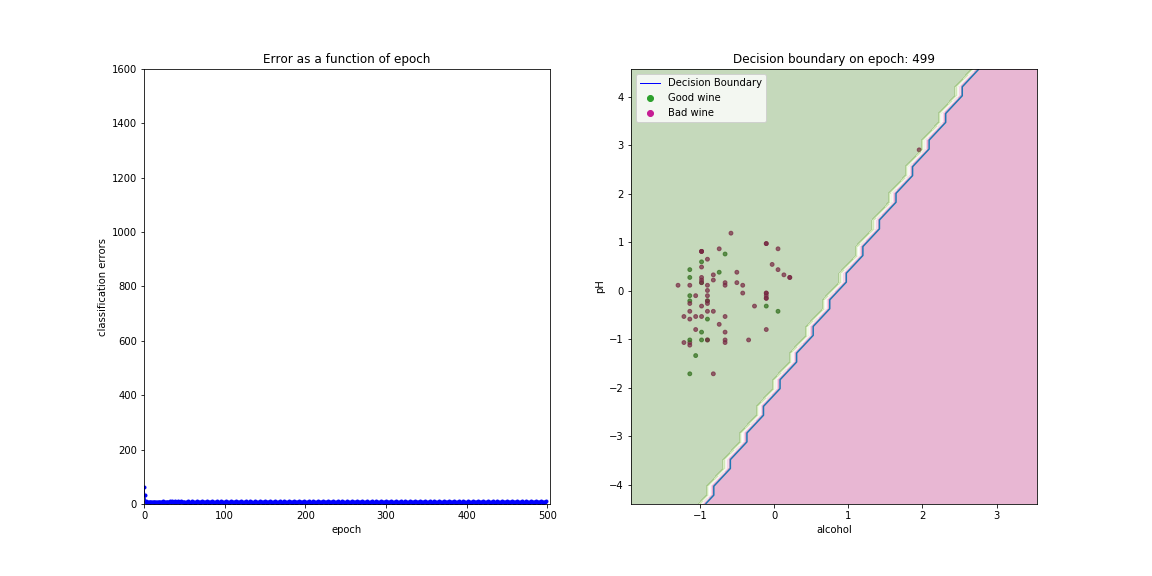 Error as a function of epoch
1600
1400
1200
1000
800
600
400
200
0
classification errors
0 100 200 300 400 500
epoch
Decision boundary on epoch: 499
Decision Boundary
Good wine
Bad wine
4
3
2
1
0
−1
−2
−3
−4
pH
−1 0 1 2 3
alcohol